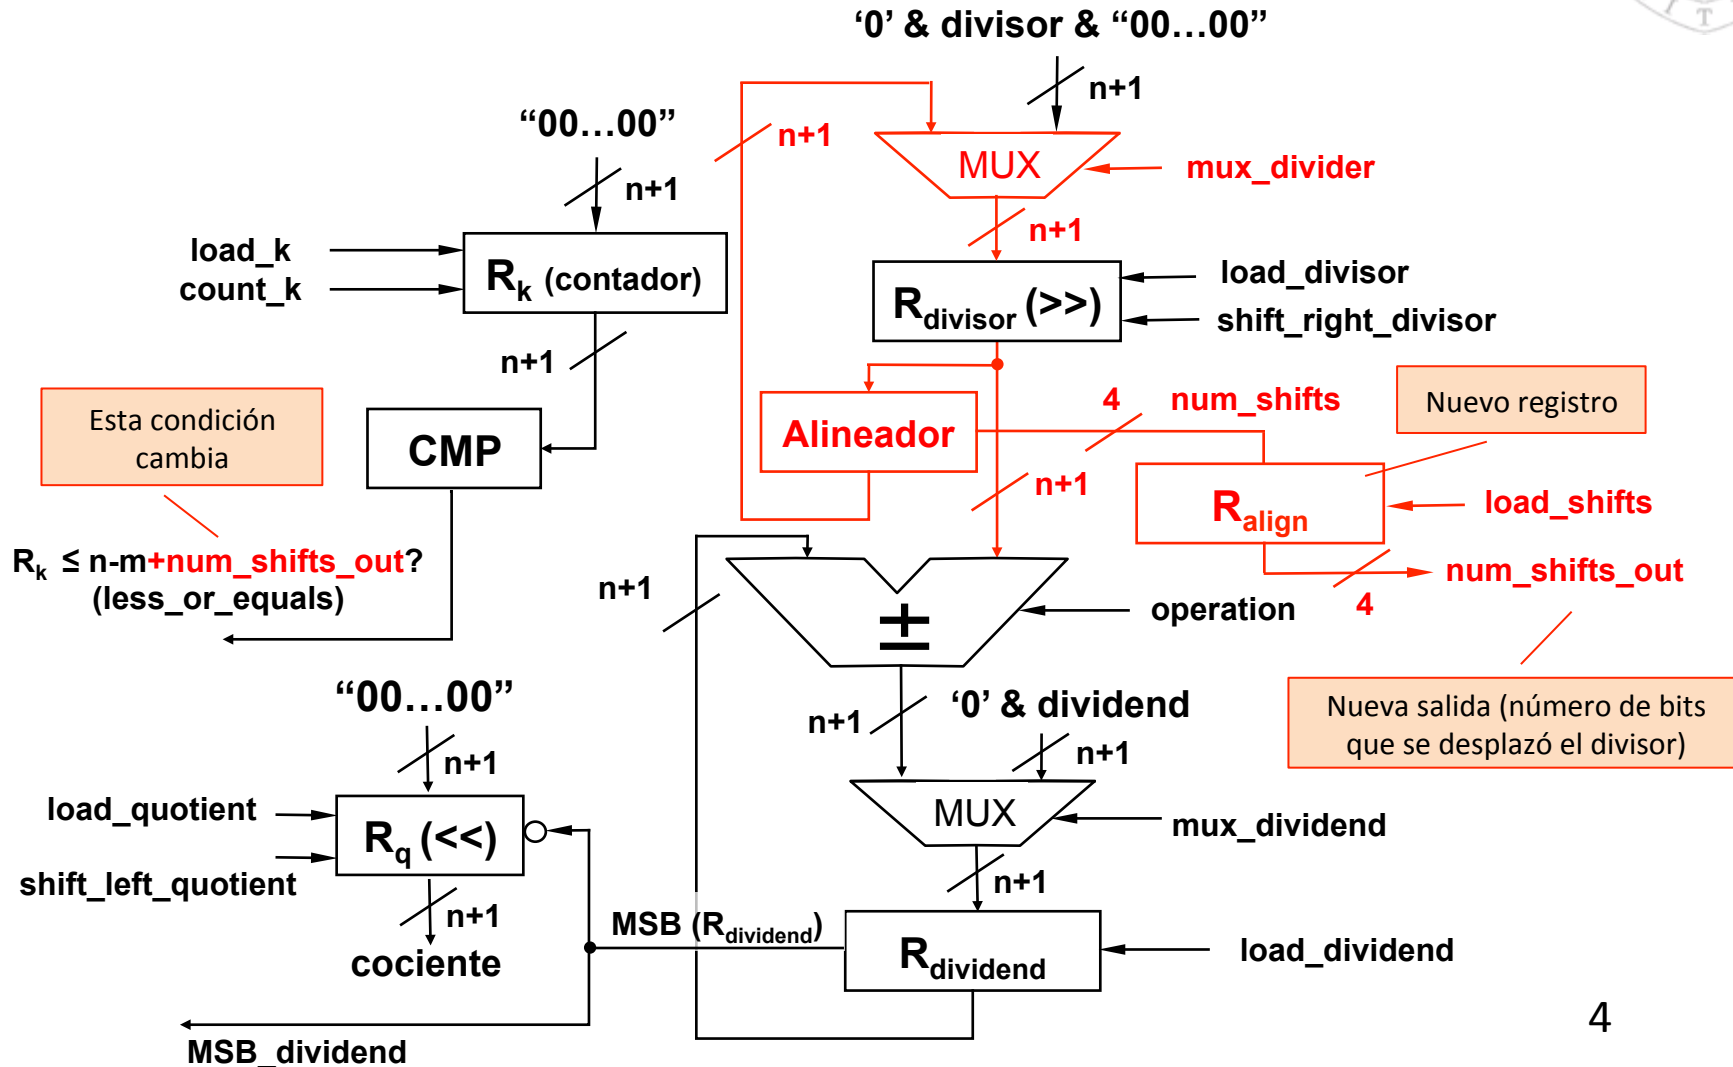 ‘0’ & divisor & “00…00”
n+1
“00…00”
n+1
n+1
MUX
mux_divider
n+1
load_k
count_k
Rk (contador)
n+1
Rdivisor (>>)
load_divisor
shift_right_divisor
Esta condición
cambia
CMP
Alineador
4
num_shifts
Nuevo registro
n+1
Ralign
load_shifts
Rk ≤ n-m+num_shifts_out?
(less_or_equals)
num_shifts_out
4
n+1
±
operation
Nueva salida (número de bits
que se desplazó el divisor)
“00…00”
n+1
n+1
‘0’ & dividend
n+1
load_quotient
shift_left_quotient
Rq (<<)
MUX
mux_dividend
n+1
n+1
cociente
MSB (Rdividend)
Rdividend
load_dividend
MSB_dividend
4